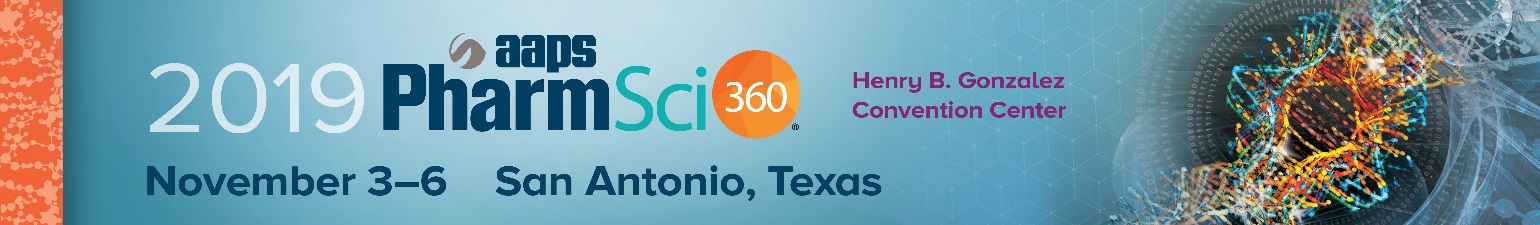 2019 aaps PharmSci 360®
Henry B. Gonzalez
Convention Center
November 3–6 San Antonio, Texas